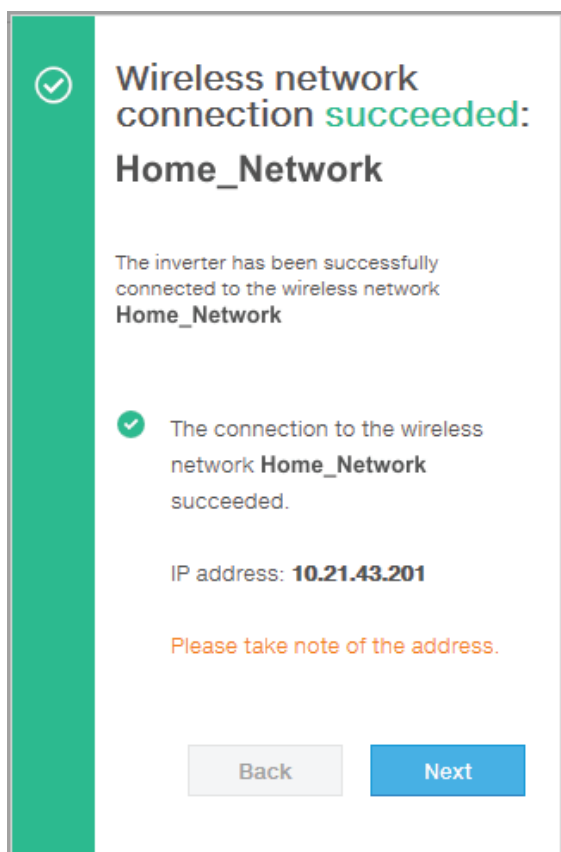 Wireless network
connection succeeded:
Home_Network
The inverter has been successfully
connected to the wireless network
Home_Network
The connection to the wireless
network Home_Network
succeeded.
IP address: 10.21.43.201
Please take note of the address.
Back
Next